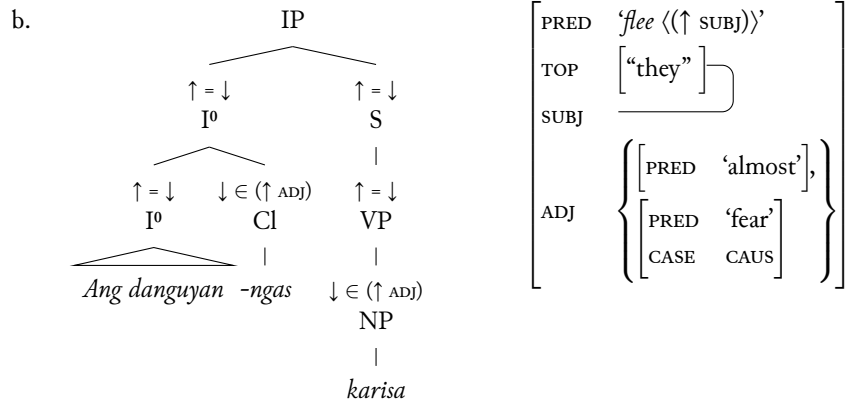 b.
IP
↑ = ↓ ↑ = ↓
I⁰ S
↑ = ↓ ↓ ∈ (↑ ADJ) ↑ = ↓
I⁰ Cl VP
Ang danguyan -ngas ↓ ∈ (↑ ADJ)
NP
karisa
PRED ‘flee ⟨(↑ SUBJ)⟩’
TOP [“they”]
SUBJ
ADJ { [PRED ‘almost’],
[PRED ‘fear’
CASE CAUS] }